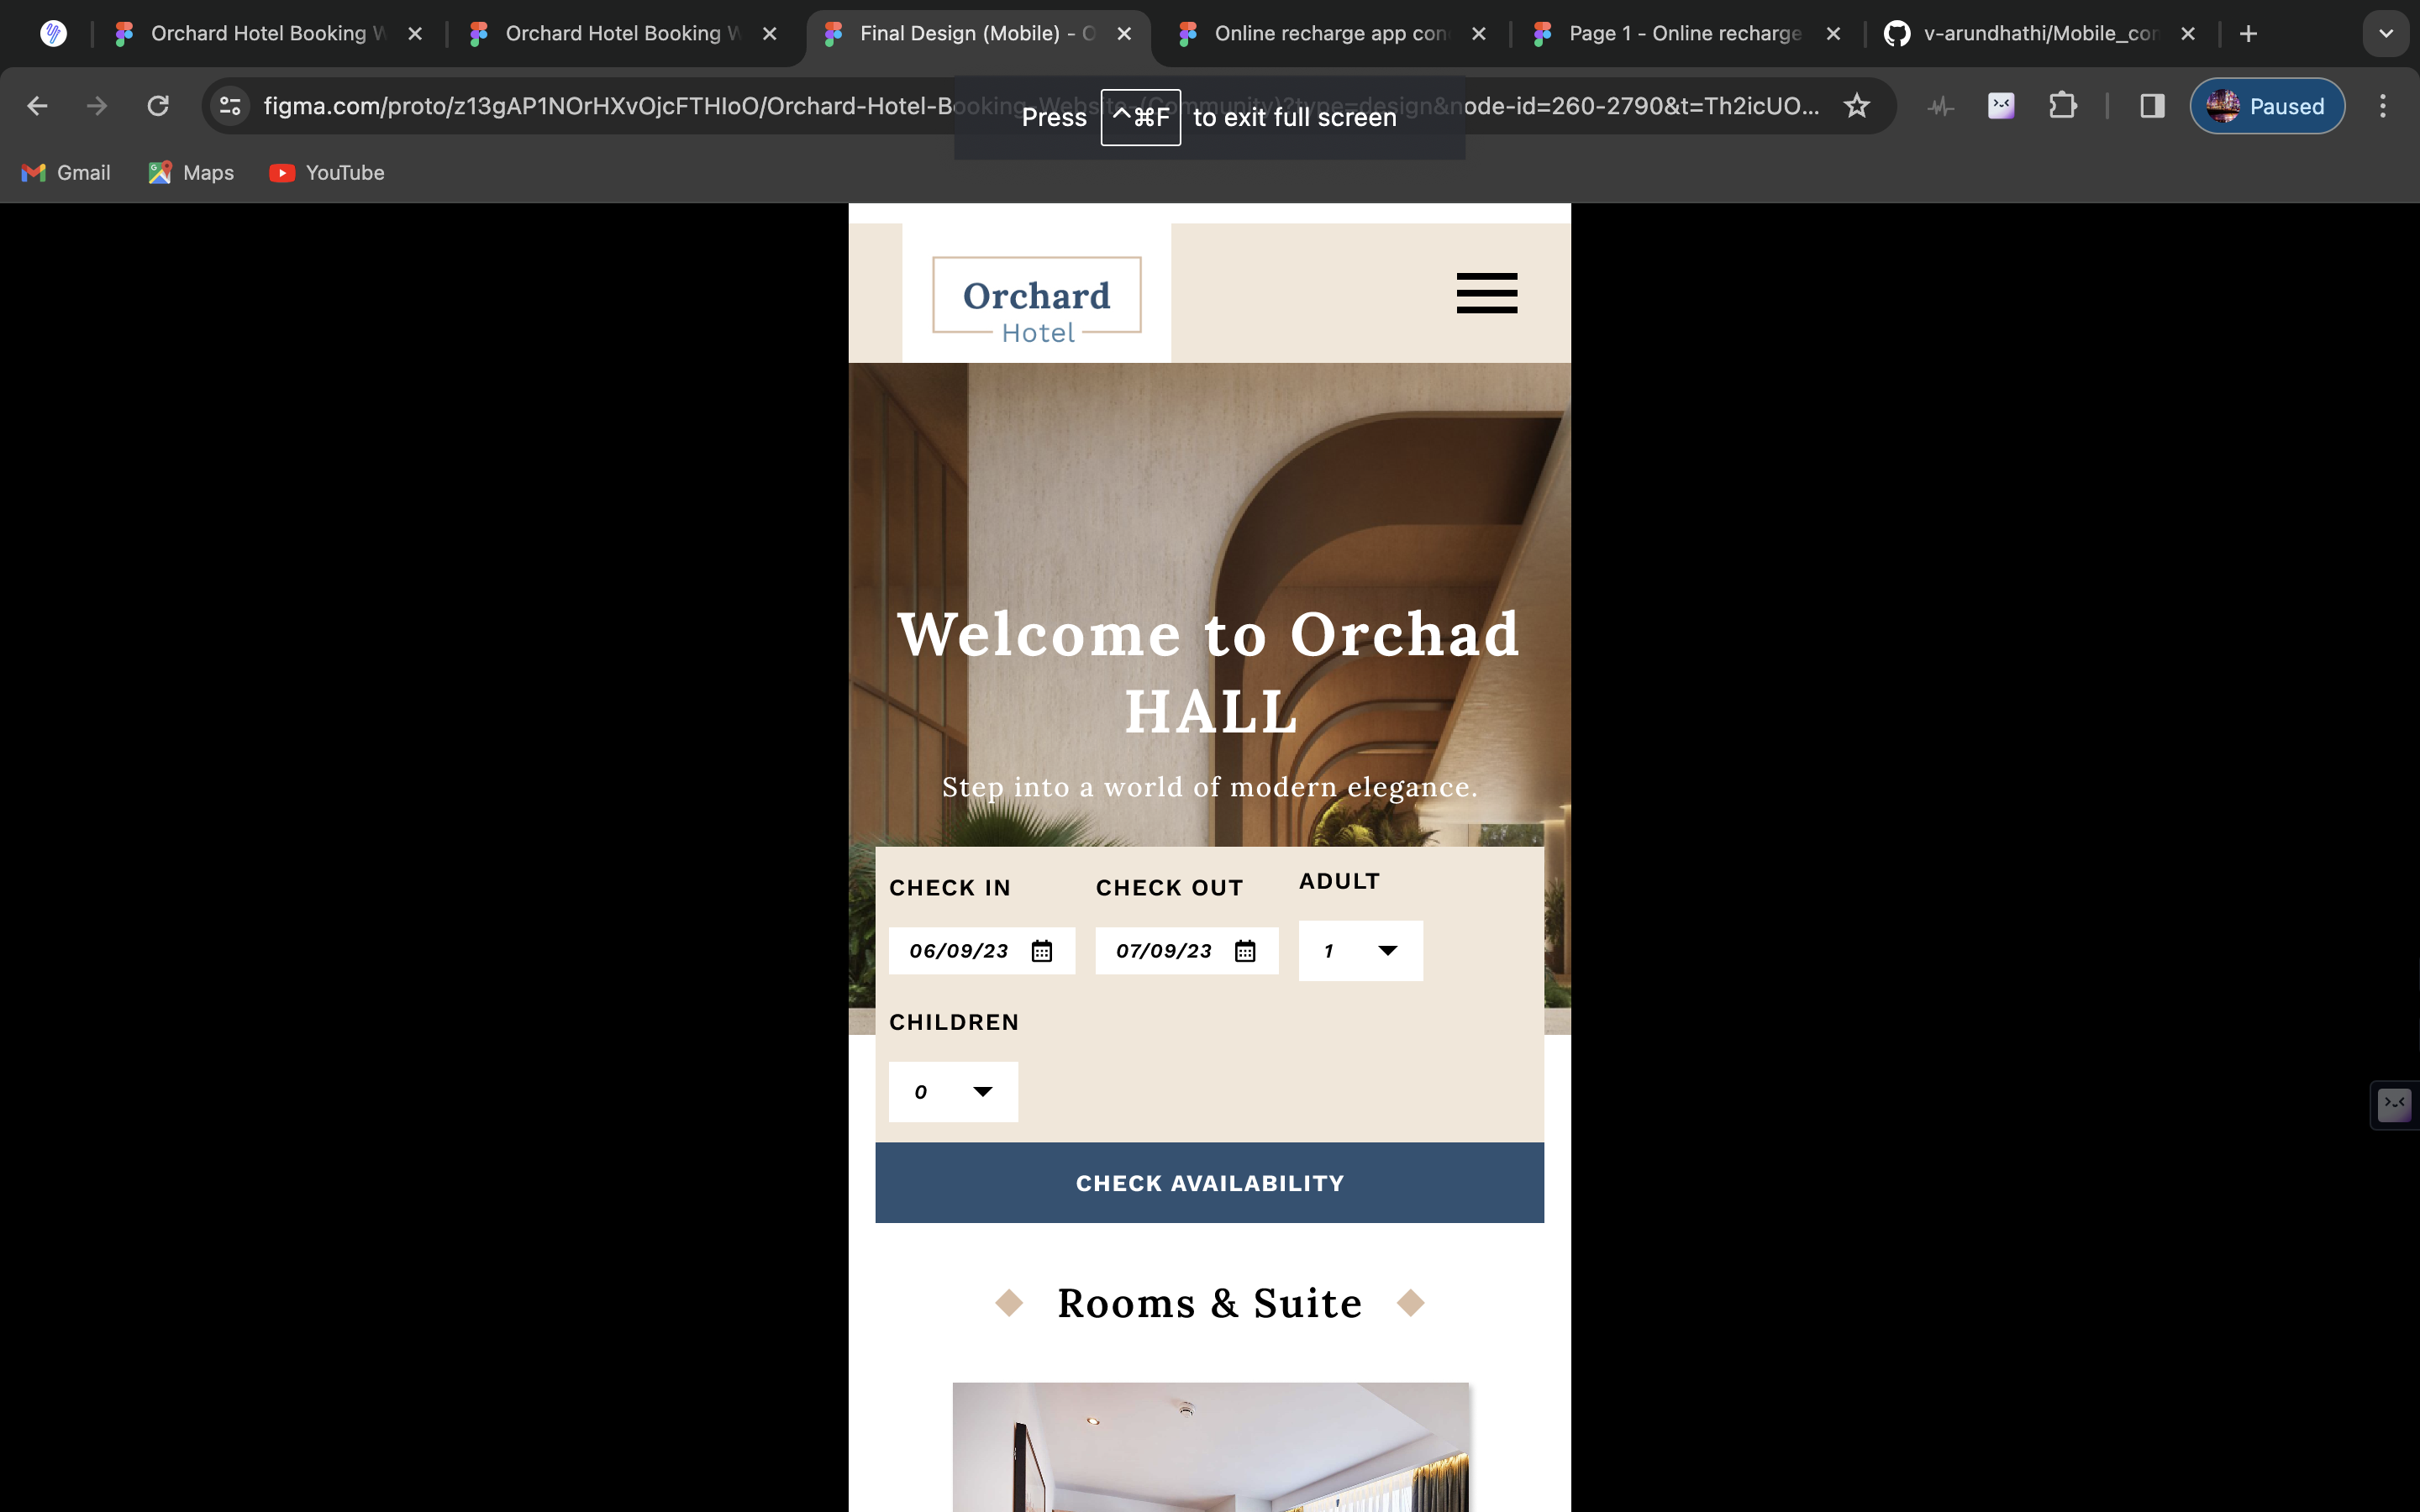 Orchard Hotel Booking W
Orchard Hotel Booking W
Final Design (Mobile) - O
Online recharge app con
Page 1 - Online recharge
v-arundhathi/Mobile_con
figma.com/proto/z13gAP1NOrHXvOjcFTHIoO/Orchard-Hotel-Booking-Website-(Community)?type=design&node-id=260-2790&t=Th2icUO...
Paused
Press ^⌘F to exit full screen
Gmail
Maps
YouTube
Orchard
Hotel
Welcome to Orchad
HALL
Step into a world of modern elegance.
CHECK IN
CHECK OUT
ADULT
06/09/23
07/09/23
1
CHILDREN
0
CHECK AVAILABILITY
Rooms & Suite